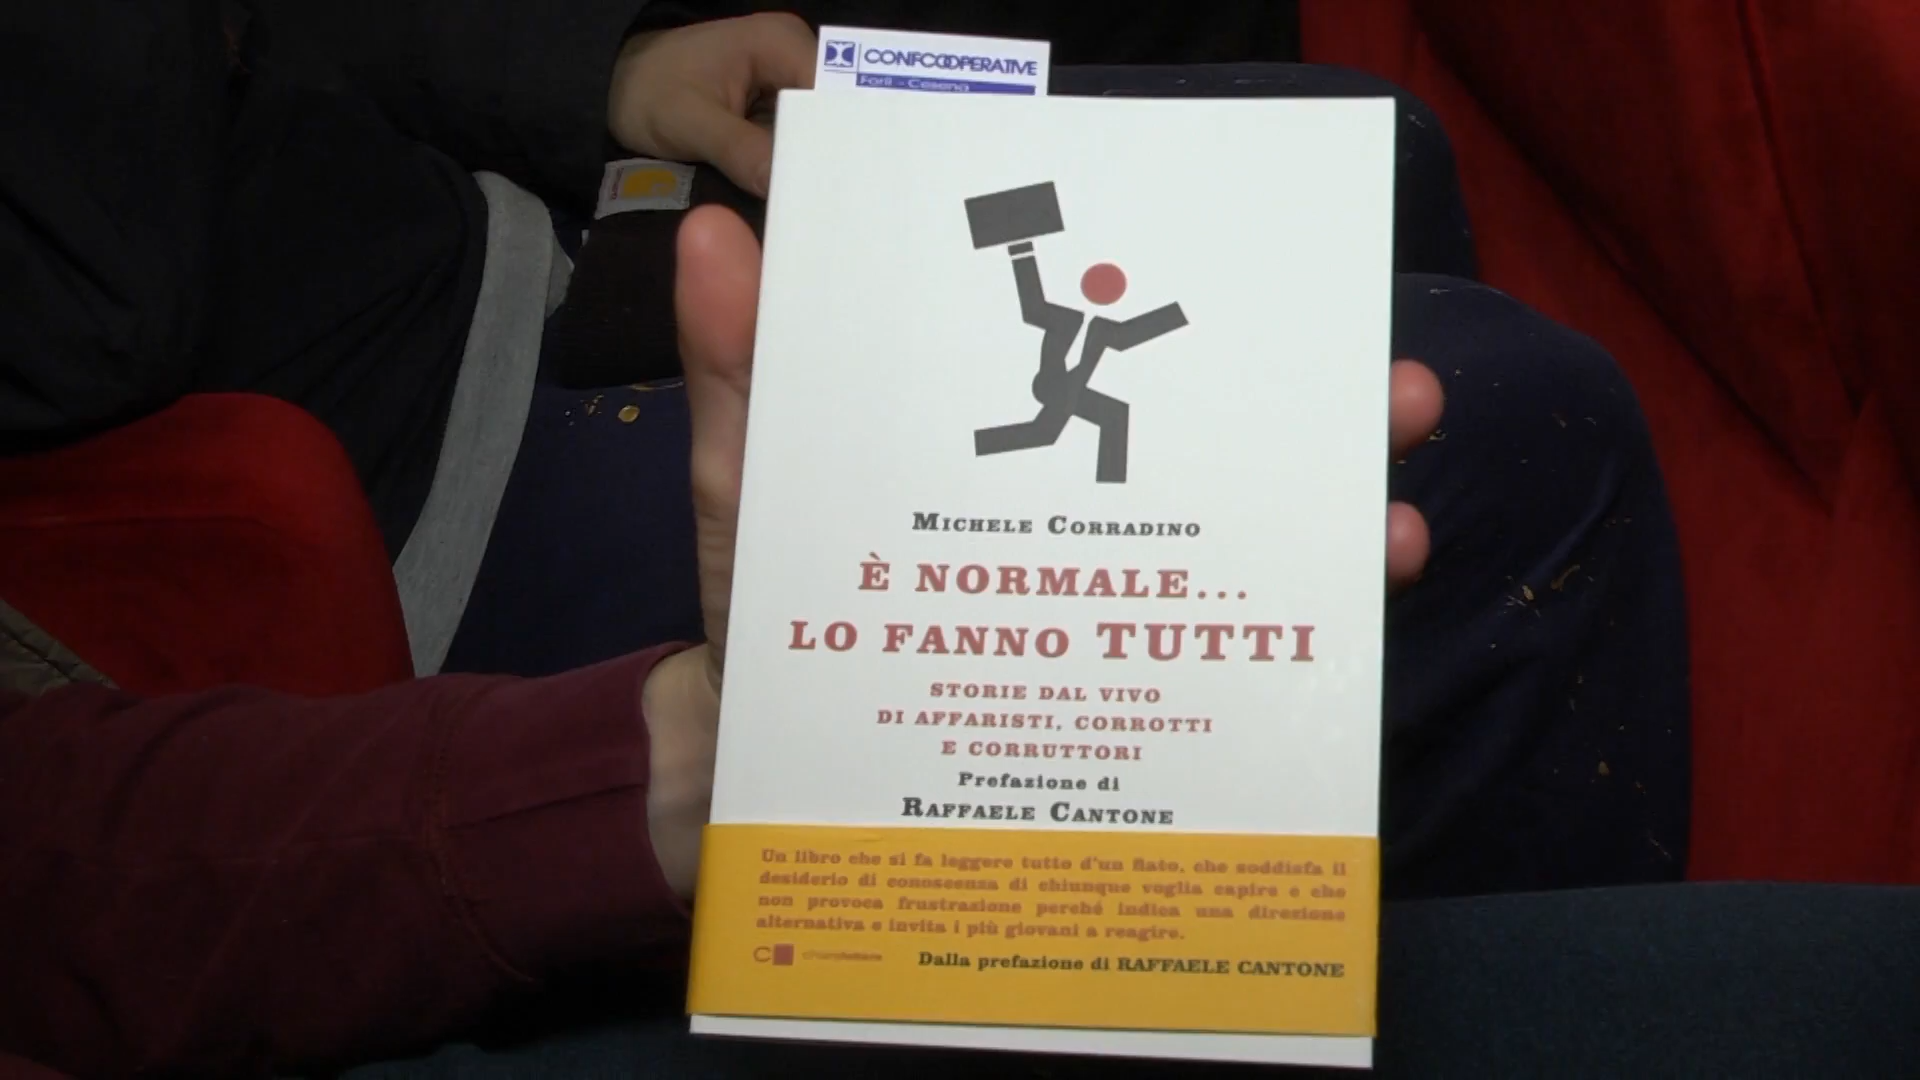 CONFCOOPERATIVE
Forlì - Cesena
MICHELE CORRADINO
È NORMALE...
LO FANNO TUTTI
STORIE DAL VIVO
DI AFFARISTI, CORROTTI
E CORRUTTORI
Prefazione di
RAFFAELE CANTONE
Un libro che si fa leggere tutto d'un fiato, che soddisfa il
desiderio di conoscenza di chiunque voglia capire e che
non provoca frustrazione perché indica una direzione
alternativa e invita i più giovani a reagire.
chiarelettere
Dalla prefazione di RAFFAELE CANTONE